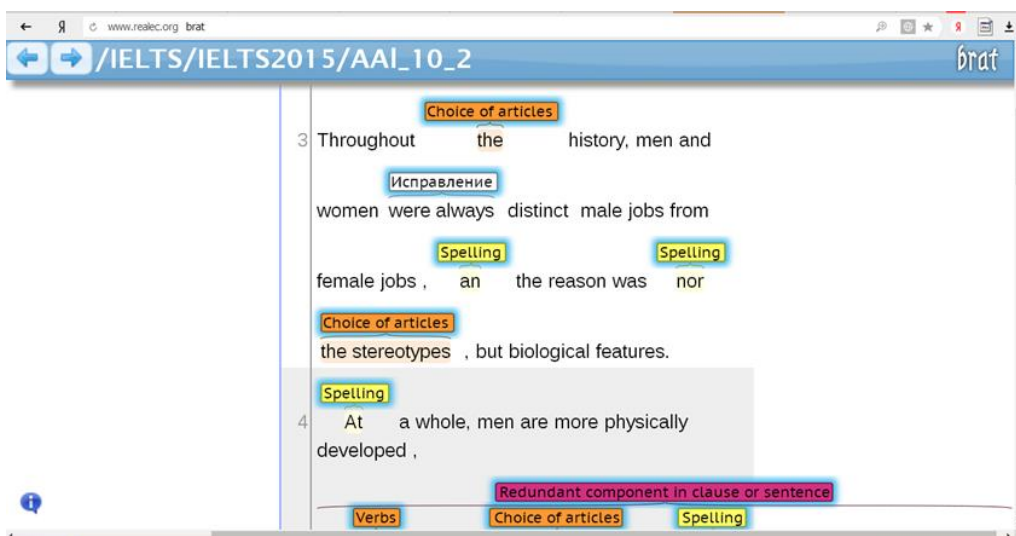 ← Я www.realec.org brat Я
/IELTS/IELTS2015/AAl_10_2 brat
Choice of articles
3 Throughout the history, men and
Исправление
women were always distinct male jobs from
Spelling Spelling
female jobs , an the reason was nor
Choice of articles
the stereotypes , but biological features.
Spelling
4 At a whole, men are more physically
developed ,
Redundant component in clause or sentence
Verbs Choice of articles Spelling